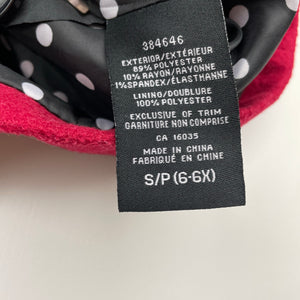 384646
EXTERIOR/EXTÉRIEUR
89% POLYESTER
10% RAYON/RAYONNE
1%SPANDEX/ÉLASTHANNE
LINING/DOUBLURE
100% POLYESTER
EXCLUSIVE OF TRIM
GARNITURE NON COMPRISE
CA 16035
MADE IN CHINA
FABRIQUÉ EN CHINE
S/P (6-6X)